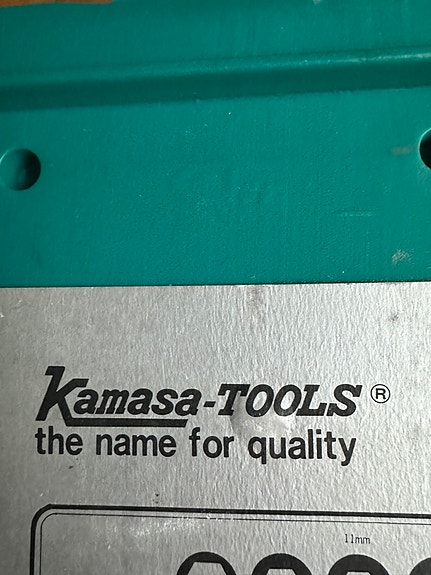 Kamasa-TOOLS ®
the name for quality
11mm